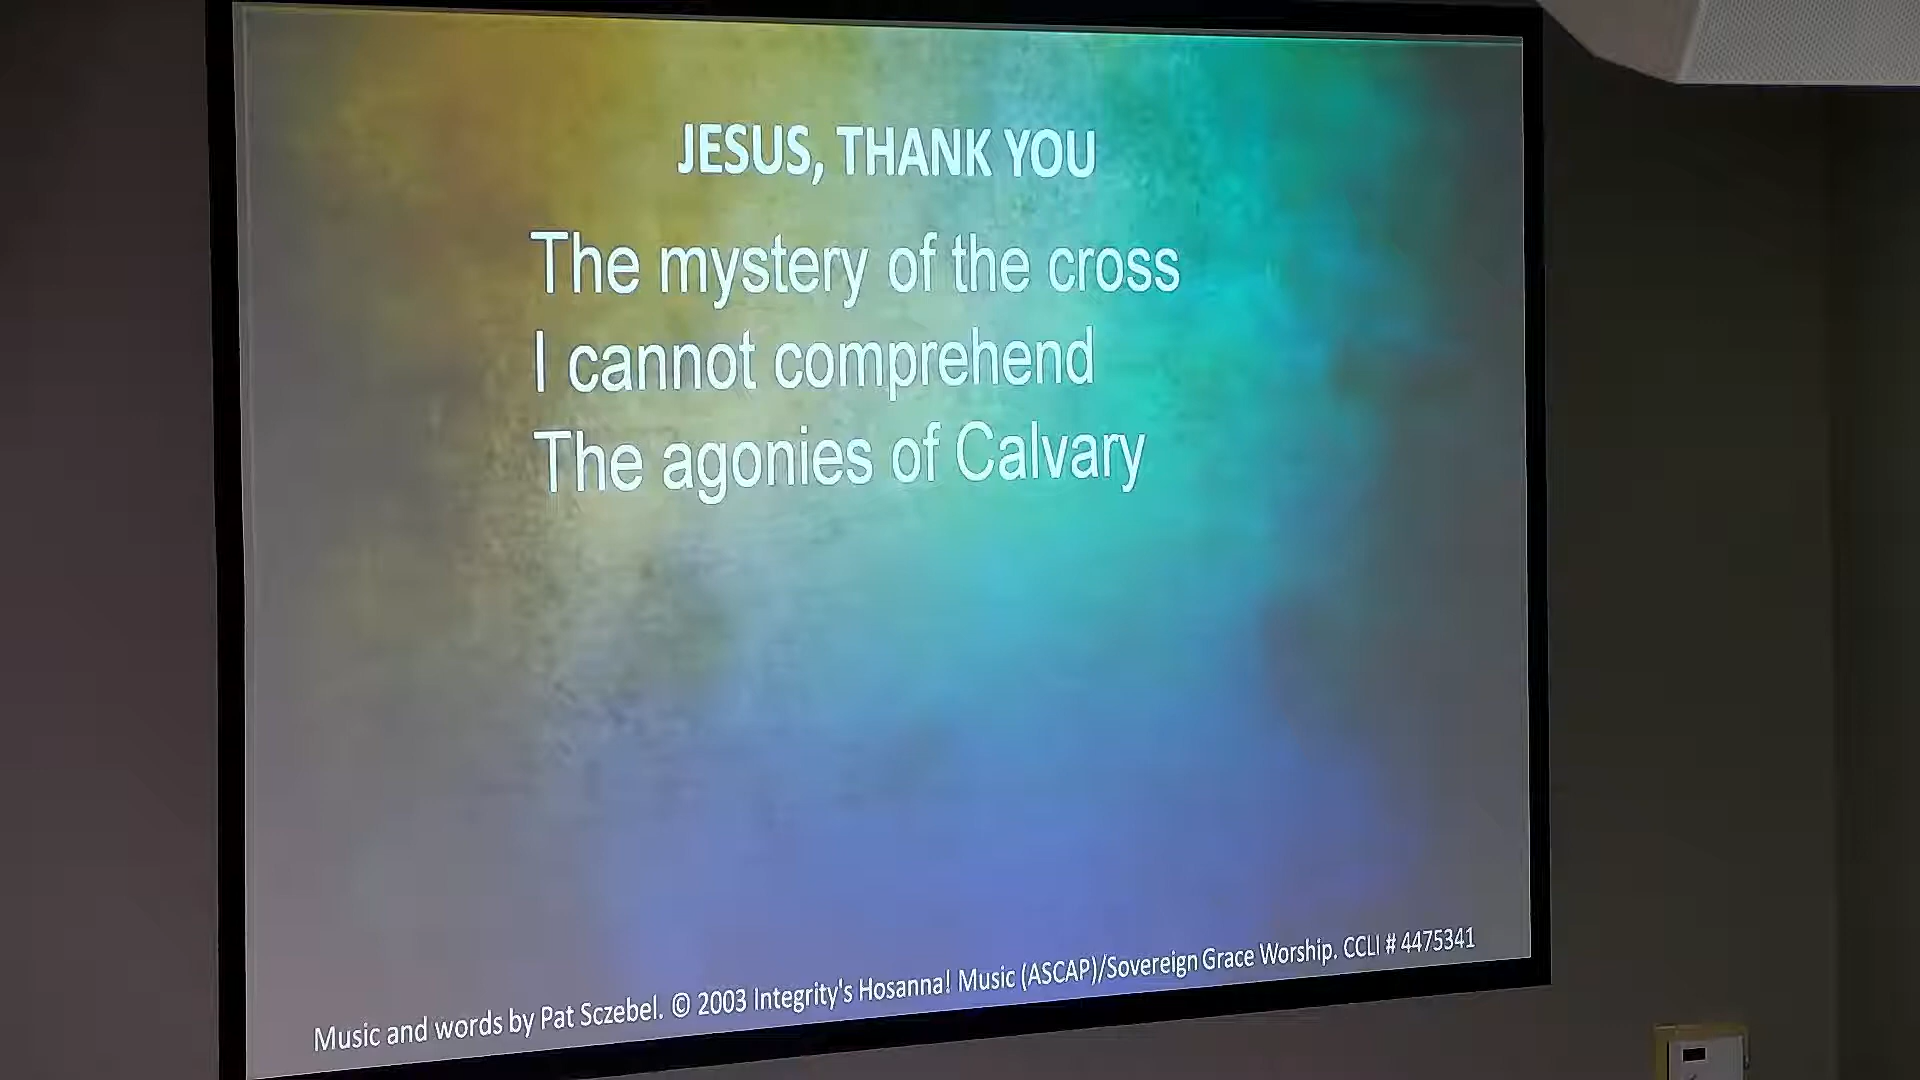 JESUS, THANK YOU
The mystery of the cross
I cannot comprehend
The agonies of Calvary
Music and words by Pat Sczebel. © 2003 Integrity's Hosanna! Music (ASCAP)/Sovereign Grace Worship. CCLI # 4475341